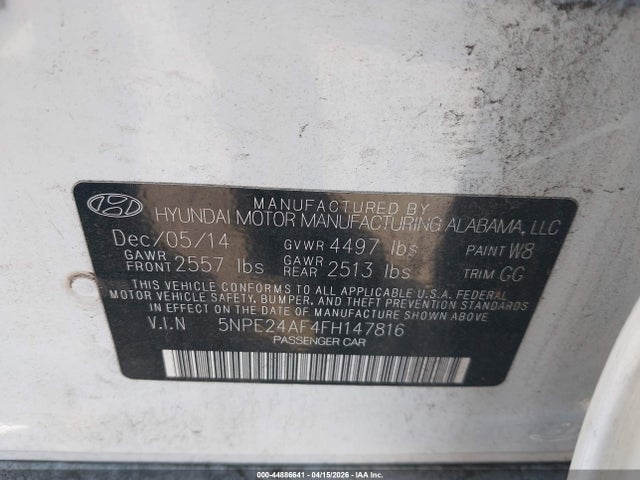 MANUFACTURED BY
HYUNDAI MOTOR MANUFACTURING ALABAMA, LLC
Dec/05/14 GVWR 4497 lbs PAINT W8
GAWR FRONT 2557 lbs GAWR REAR 2513 lbs TRIM GG
THIS VEHICLE CONFORMS TO ALL APPLICABLE U.S.A. FEDERAL
MOTOR VEHICLE SAFETY, BUMPER, AND THEFT PREVENTION
STANDARDS IN EFFECT ON THE DATE OF MANUFACTURE SHOWN ABOVE.
V.I.N 5NPE24AF4FH147816
PASSENGER CAR
000-44886641 - 04/15/2026 - IAA Inc.